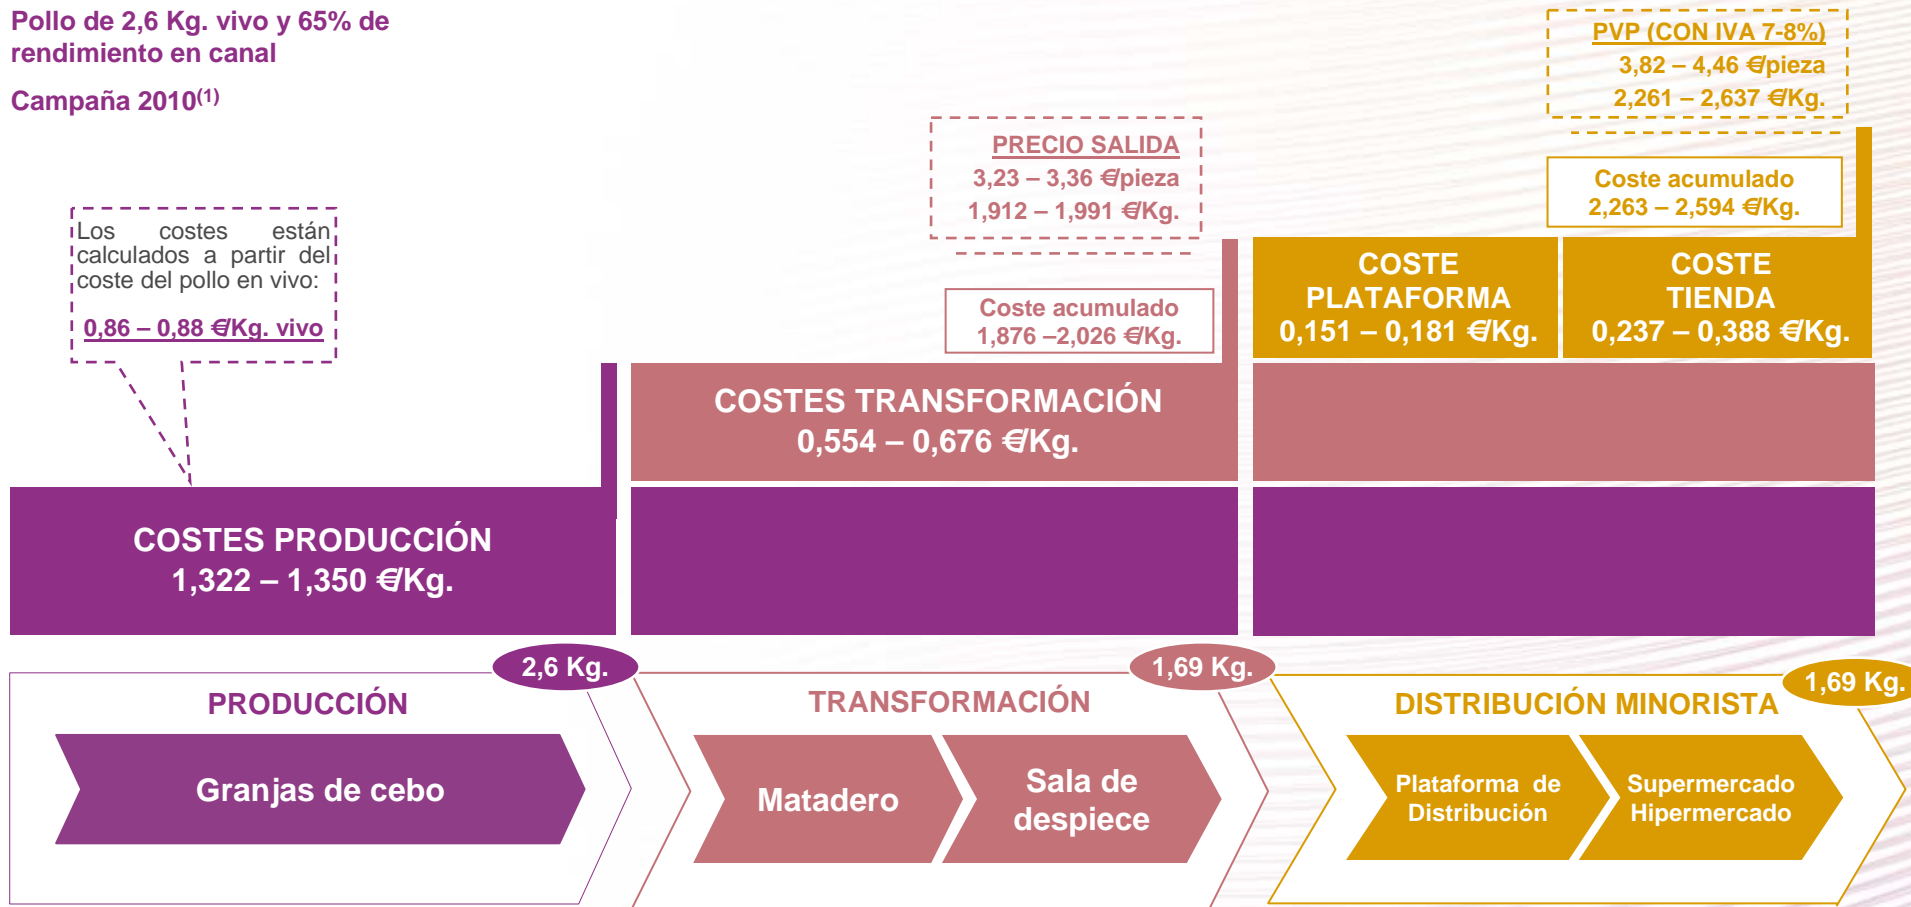 Pollo de 2,6 Kg. vivo y 65% de
rendimiento en canal
Campaña 2010(1)
Los costes están
calculados a partir del
coste del pollo en vivo:
0,86 – 0,88 €/Kg. vivo
PRECIO SALIDA
3,23 – 3,36 €/pieza
1,912 – 1,991 €/Kg.
Coste acumulado
1,876 –2,026 €/Kg.
PVP (CON IVA 7-8%)
3,82 – 4,46 €/pieza
2,261 – 2,637 €/Kg.
Coste acumulado
2,263 – 2,594 €/Kg.
COSTE
PLATAFORMA
0,151 – 0,181 €/Kg.
COSTE
TIENDA
0,237 – 0,388 €/Kg.
COSTES TRANSFORMACIÓN
0,554 – 0,676 €/Kg.
COSTES PRODUCCIÓN
1,322 – 1,350 €/Kg.
2,6 Kg.
1,69 Kg.
1,69 Kg.
PRODUCCIÓN
Granjas de cebo
TRANSFORMACIÓN
Matadero
Sala de
despiece
DISTRIBUCIÓN MINORISTA
Plataforma de
Distribución
Supermercado
Hipermercado